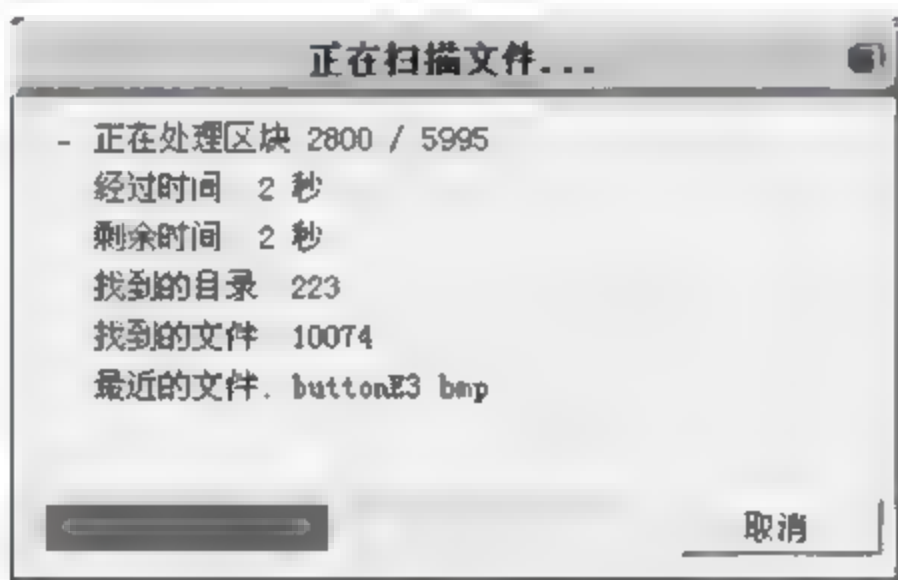 正在扫描文件...
- 正在处理区块 2800 / 5995
经过时间 2 秒
剩余时间 2 秒
找到的目录 223
找到的文件 10074
最近的文件. buttonE3 bmp
取消